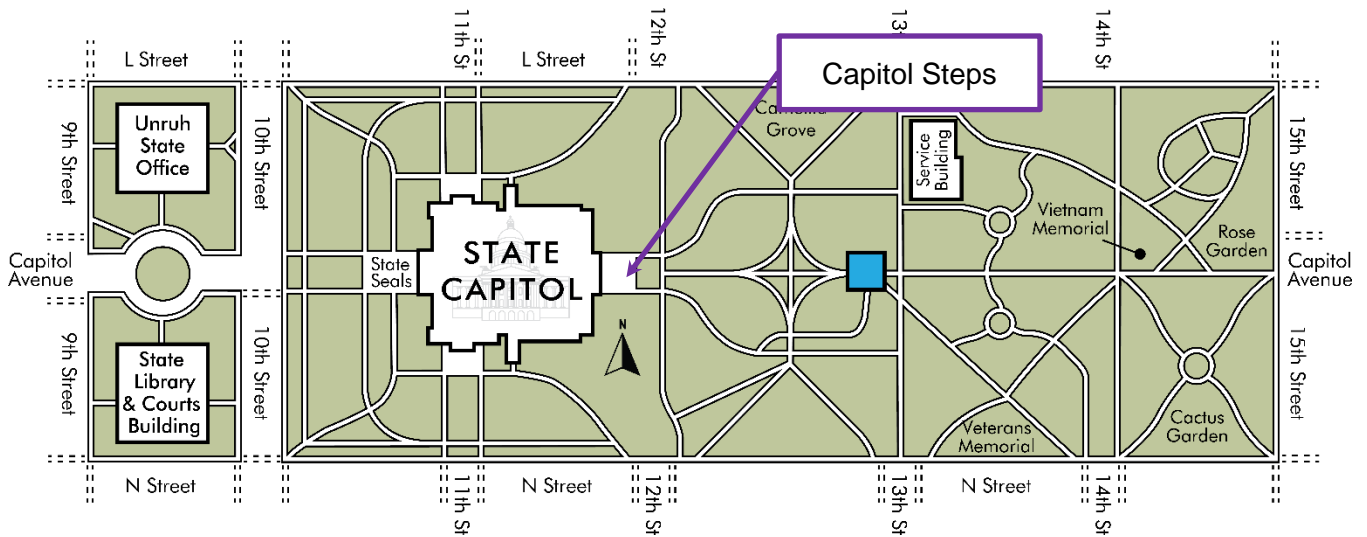 11th St
12th St
13
14th St
L Street
L Street
Capitol Steps
Unruh
State
Office
9th Street
10th Street
Camellia
Grove
Service
Building
15th Street
Vietnam
Memorial
Rose
Garden
Capitol
Avenue
State
Seals
STATE
CAPITOL
Capitol
Avenue
N
9th Street
State
Library
& Courts
Building
10th Street
15th Street
Veterans
Memorial
Cactus
Garden
N Street
11th St
N Street
12th St
13th St
N Street
14th St